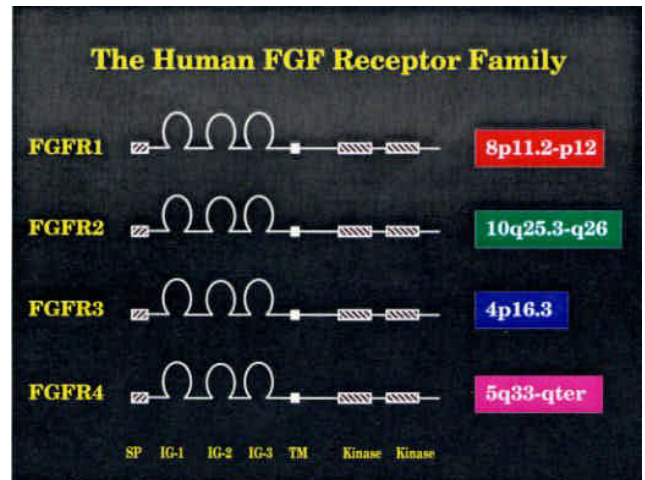 The Human FGF Receptor Family
FGFR1 8p11.2-p12
FGFR2 10q25.3-q26
FGFR3 4p16.3
FGFR4 5q33-qter
SP IG-1 IG-2 IG-3 TM Kinase Kinase